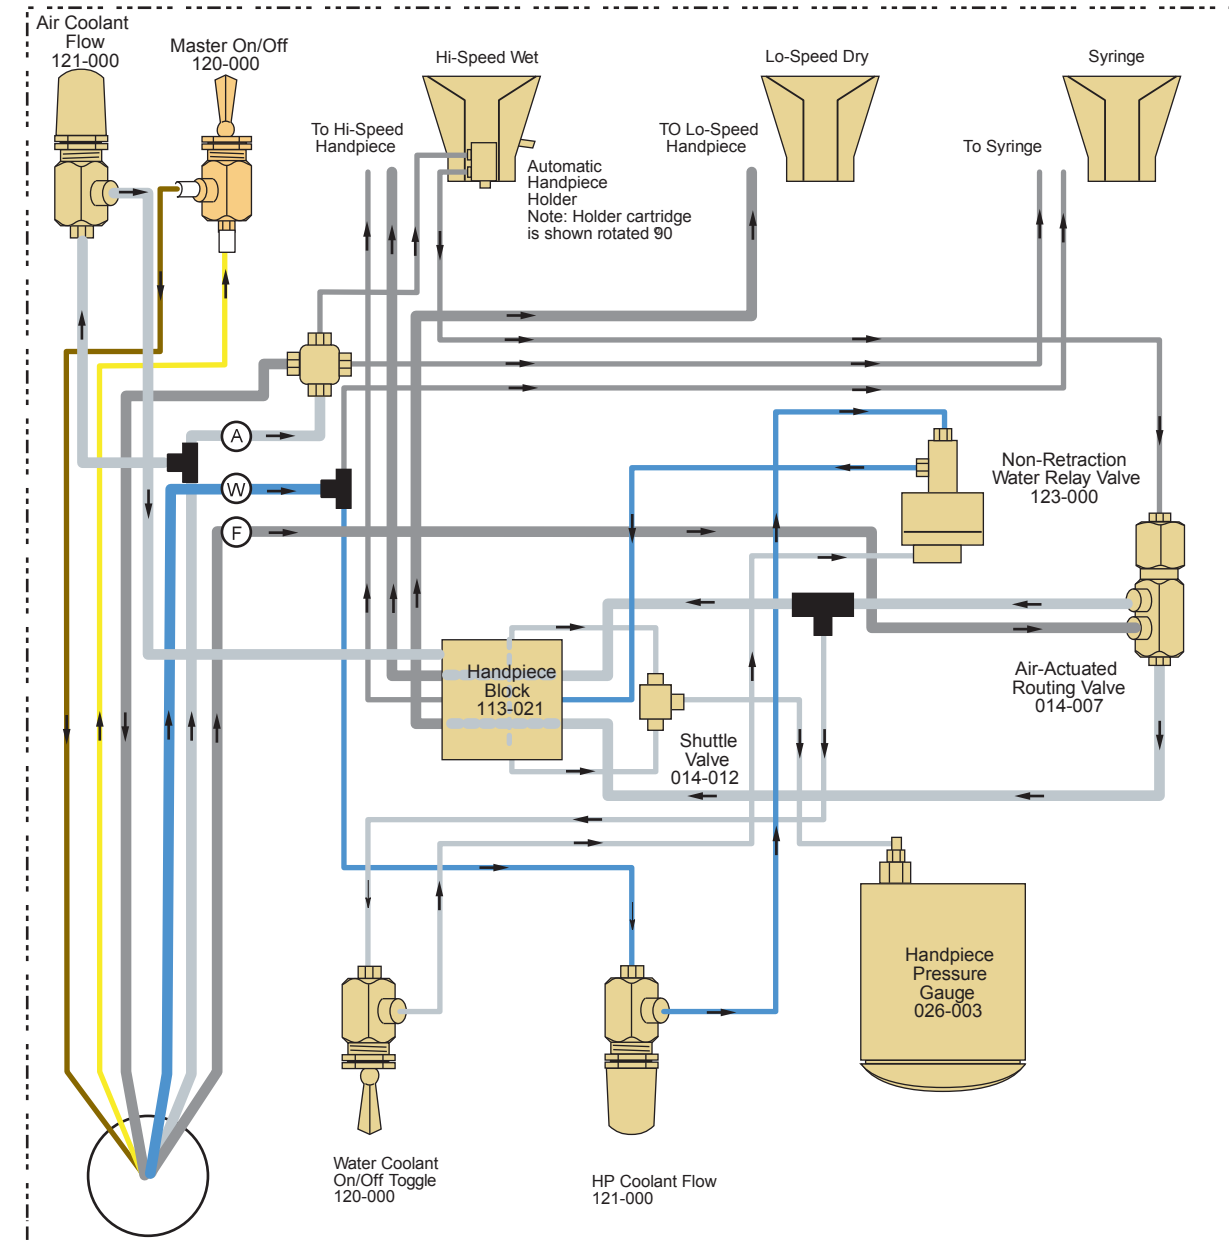 Air Coolant
Flow
121-000
Master On/Off
120-000
Hi-Speed Wet
Lo-Speed Dry
Syringe
To Hi-Speed
Handpiece
TO Lo-Speed
Handpiece
To Syringe
Automatic
Handpiece
Holder
Note: Holder cartridge
is shown rotated 90
A
W
F
Non-Retraction
Water Relay Valve
123-000
Handpiece
Block
113-021
Shuttle
Valve
014-012
Air-Actuated
Routing Valve
014-007
Handpiece
Pressure
Gauge
026-003
Water Coolant
On/Off Toggle
120-000
HP Coolant Flow
121-000